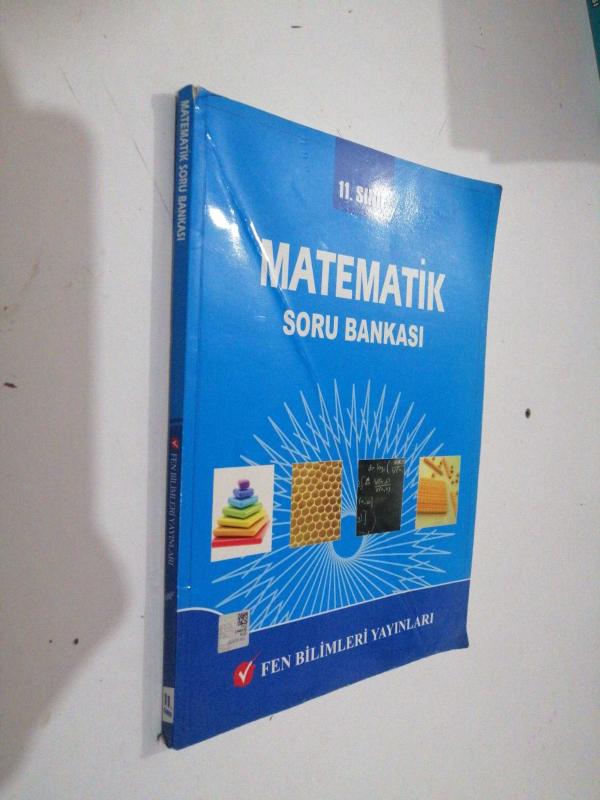 MATEMATİK SORU BANKASI
FEN BİLİMLERİ YAYINLARI
11.
11. SINIF
MATEMATİK
SORU BANKASI
FEN BİLİMLERİ YAYINLARI